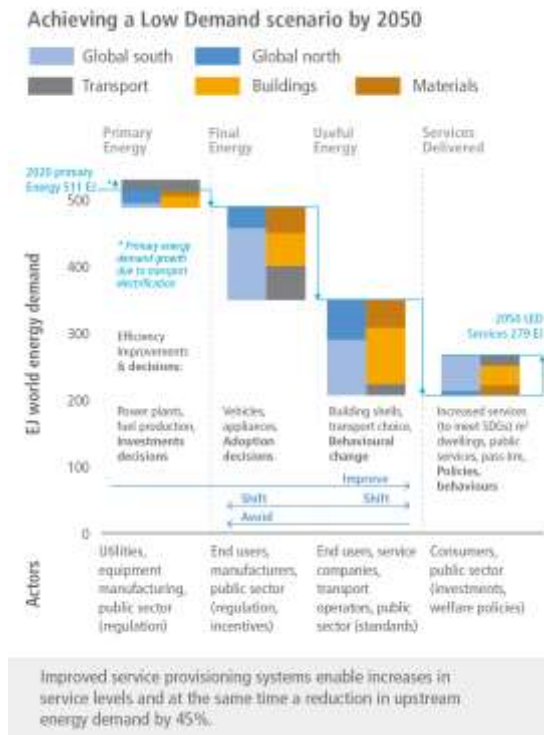 Achieving a Low Demand scenario by 2050
Global south
Global north
Transport
Buildings
Materials
Primary
Energy
Final
Energy
Useful
Energy
Services
Delivered
2020 primary
Energy 511 EJ
*
500
400
300
200
100
0
EJ world energy demand
* Primary energy
demand growth
due to transport
electrification
2050 LED
Services 279 EJ
Efficiency
Improvements
& decisions:
Power plants,
fuel production,
Investments
decisions
Vehicles,
appliances,
Adoption
decisions
Building shells,
transport choice,
Behavioural
change
Increased services
(to meet SDGs) m²
dwellings, public
services, pass km,
Policies,
behaviours
Improve
Shift
Shift
Avoid
Actors
Utilities,
equipment
manufacturing,
public sector
(regulation)
End users,
manufacturers,
public sector
(regulation,
incentives)
End users, service
companies,
transport
operators, public
sector (standards)
Consumers,
public sector
(investments,
welfare policies)
Improved service provisioning systems enable increases in
service levels and at the same time a reduction in upstream
energy demand by 45%.